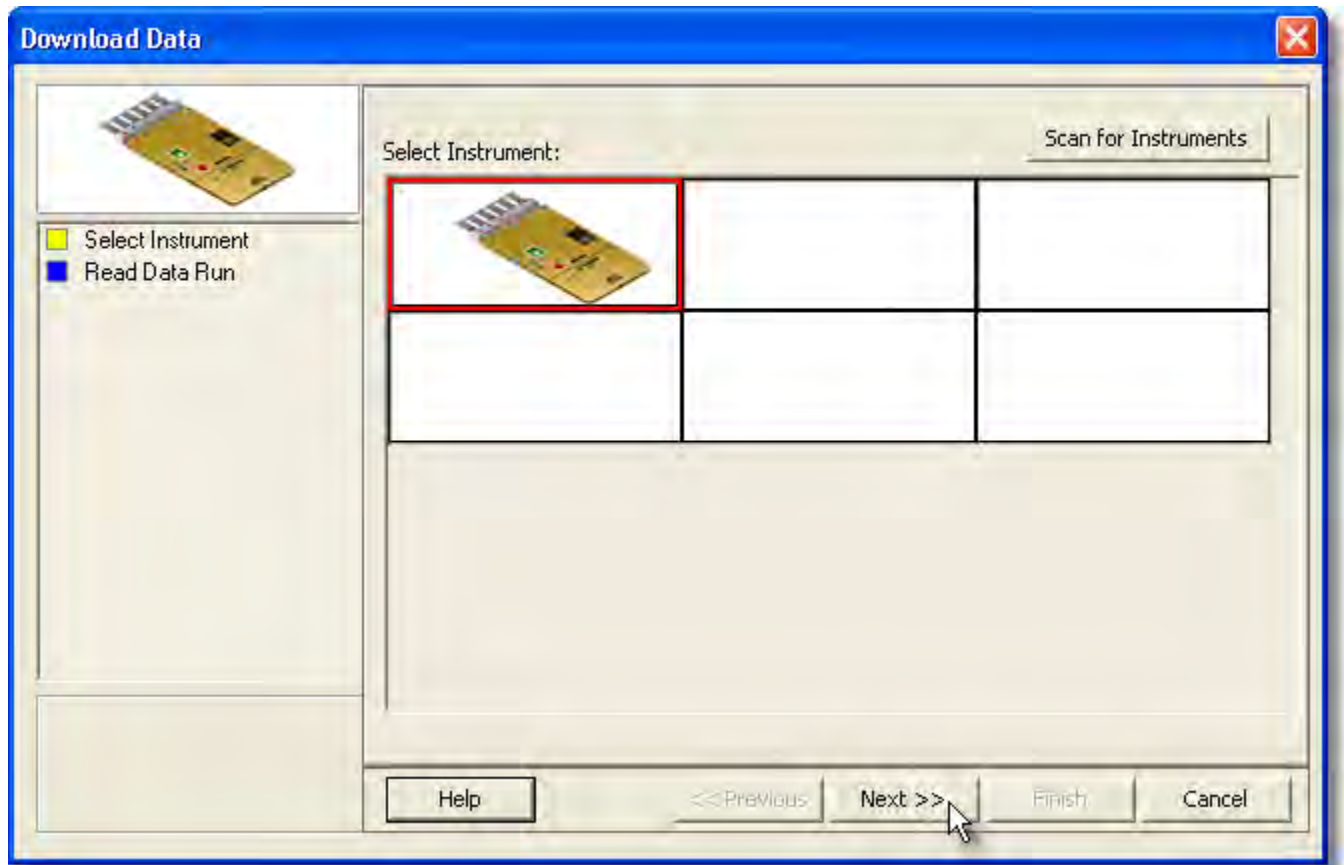 Download Data
Select Instrument:
Scan for Instruments
Select Instrument
Read Data Run
Help
<< Previous
Next >>
Finish
Cancel